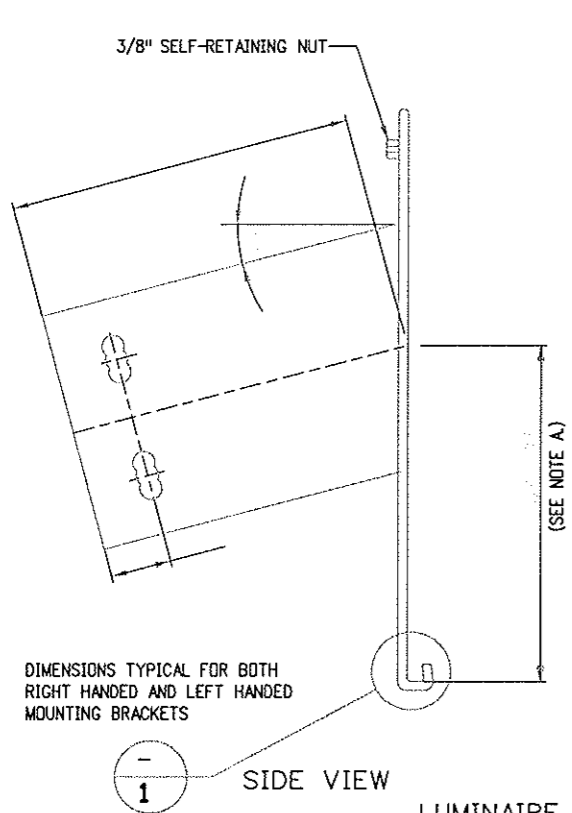 3/8" SELF-RETAINING NUT
(SEE NOTE A.)
DIMENSIONS TYPICAL FOR BOTH
RIGHT HANDED AND LEFT HANDED
MOUNTING BRACKETS
-
1
SIDE VIEW
LUMINAIRE